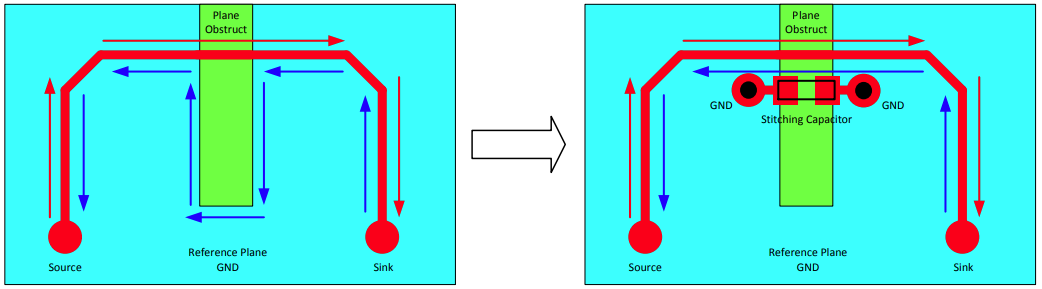 Plane
Obstruct
Source
Reference Plane
GND
Sink
Plane
Obstruct
GND
GND
Stitching Capacitor
Source
Reference Plane
GND
Sink